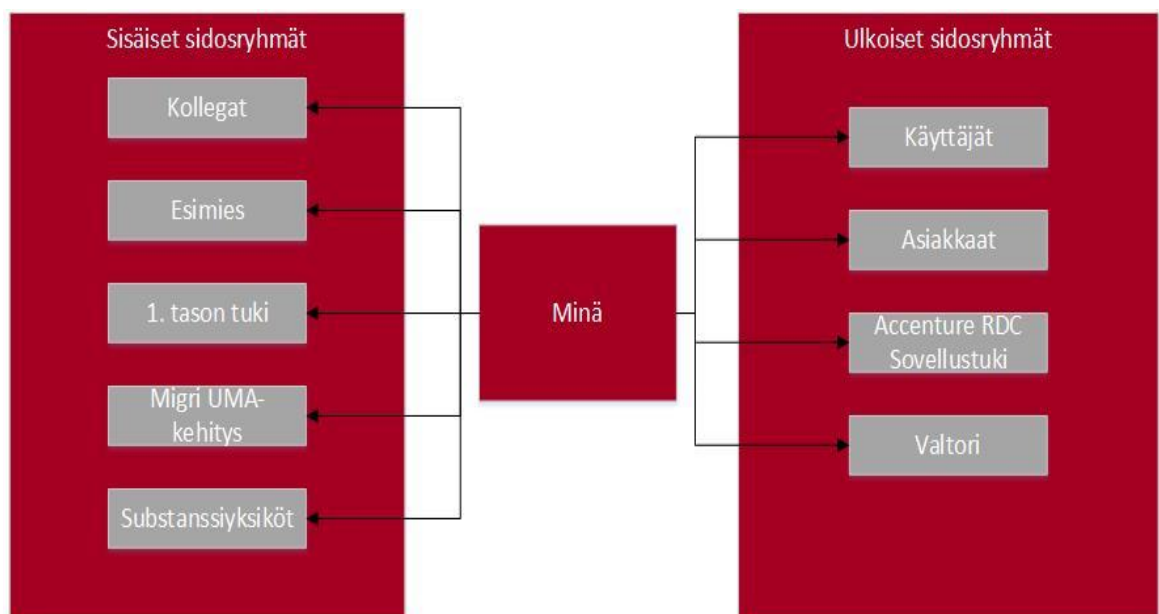 Sisäiset sidosryhmät
Kollegat
Esimies
1. tason tuki
Migri UMA-
kehitys
Substanssiyksiköt
Minä
Ulkoiset sidosryhmät
Käyttäjät
Asiakkaat
Accenture RDC
Sovellustuki
Valtori